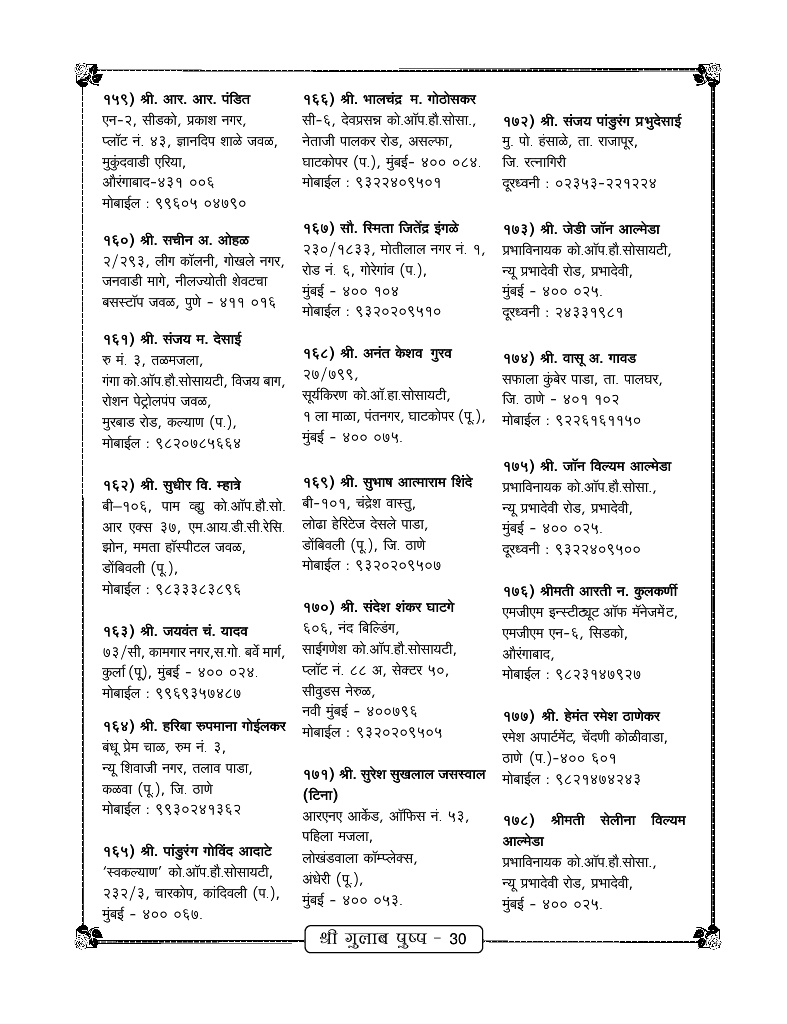 १५९) श्री. आर. आर. पंडित
एन-२, सीडको, प्रकाश नगर,
प्लॉट नं. ४३, ज्ञानदिप शाळे जवळ,
मुकुंदवाडी एरिया,
औरंगाबाद-४३१ ००६
मोबाईल : ९९६०५ ०४७९०
१६०) श्री. सचीन अ. ओहळ
२/२९३, लीग कॉलनी, गोखले नगर,
जनवाडी मागे, नीलज्योती शेवटचा
बसस्टॉप जवळ, पुणे - ४११ ०१६
१६१) श्री. संजय म. देसाई
रु मं. ३, तळमजला,
गंगा को.ऑप.हौ.सोसायटी, विजय बाग,
रोशन पेट्रोलपंप जवळ,
मुरबाड रोड, कल्याण (प.),
मोबाईल : ९८२०७८५६६४
१६२) श्री. सुधीर वि. म्हात्रे
बी–१०६, पाम व्ह्यु को.ऑप.हौ.सो.
आर एक्स ३७, एम.आय.डी.सी.रेसि.
झोन, ममता हॉस्पीटल जवळ,
डोंबिवली (पू.),
मोबाईल : ९८३३३८३८९६
१६३) श्री. जयवंत चं. यादव
७३/सी, कामगार नगर,स.गो. बर्वे मार्ग,
कुर्ला (पू), मुंबई - ४०० ०२४.
मोबाईल : ९९६९३५७४८७
१६४) श्री. हरिबा रुपमाना गोईलकर
बंधू प्रेम चाळ, रुम नं. ३,
न्यू शिवाजी नगर, तलाव पाडा,
कळवा (पू.), जि. ठाणे
मोबाईल : ९९३०२४१३६२
१६५) श्री. पांडुरंग गोविंद आदाटे
‘स्वकल्याण’ को.ऑप.हौ.सोसायटी,
२३२/३, चारकोप, कांदिवली (प.),
मुंबई - ४०० ०६७.
१६६) श्री. भालचंद्र म. गोठोसकर
सी-६, देवप्रसन्न को.ऑप.हौ.सोसा.,
नेताजी पालकर रोड, असल्फा,
घाटकोपर (प.), मुंबई- ४०० ०८४.
मोबाईल : ९३२२४०९५०१
१६७) सौ. स्मिता जितेंद्र इंगळे
२३०/१८३३, मोतीलाल नगर नं. १,
रोड नं. ६, गोरेगांव (प.),
मुंबई - ४०० १०४
मोबाईल : ९३२०२०९५१०
१६८) श्री. अनंत केशव गुरव
२७/७९९,
सूर्यकिरण को.ऑ.हा.सोसायटी,
१ ला माळा, पंतनगर, घाटकोपर (पू.),
मुंबई - ४०० ०७५.
१६९) श्री. सुभाष आत्माराम शिंदे
बी-१०१, चंद्रेश वास्तु,
लोढा हेरिटेज देसले पाडा,
डोंबिवली (पू.), जि. ठाणे
मोबाईल : ९३२०२०९५०७
१७०) श्री. संदेश शंकर घाटगे
६०६, नंद बिल्डिंग,
साईगणेश को.ऑप.हौ.सोसायटी,
प्लॉट नं. ८८ अ, सेक्टर ५०,
सीवुडस नेरुळ,
नवी मुंबई - ४००७९६
मोबाईल : ९३२०२०९५०५
१७१) श्री. सुरेश सुखलाल जसस्वाल
(टिना)
आरएनए आर्केड, ऑफिस नं. ५३,
पहिला मजला,
लोखंडवाला कॉम्प्लेक्स,
अंधेरी (पू.),
मुंबई - ४०० ०५३.
१७२) श्री. संजय पांडुरंग प्रभुदेसाई
मु. पो. हंसाळे, ता. राजापूर,
जि. रत्नागिरी
दूरध्वनी : ०२३५३-२२१२२४
१७३) श्री. जेडी जॉन आल्मेडा
प्रभाविनायक को.ऑप.हौ.सोसायटी,
न्यू प्रभादेवी रोड, प्रभादेवी,
मुंबई - ४०० ०२५.
दूरध्वनी : २४३३१९८१
१७४) श्री. वासू अ. गावड
सफाला कुंबेर पाडा, ता. पालघर,
जि. ठाणे - ४०१ १०२
मोबाईल : ९२२६१६११५०
१७५) श्री. जॉन विल्यम आल्मेडा
प्रभाविनायक को.ऑप.हौ.सोसा.,
न्यू प्रभादेवी रोड, प्रभादेवी,
मुंबई - ४०० ०२५.
दूरध्वनी : ९३२२४०९५००
१७६) श्रीमती आरती न. कुलकर्णी
एमजीएम इन्स्टीट्यूट ऑफ मॅनेजमेंट,
एमजीएम एन-६, सिडको,
औरंगाबाद,
मोबाईल : ९८२३१४७९२७
१७७) श्री. हेमंत रमेश ठाणेकर
रमेश अपार्टमेंट, चेंदणी कोळीवाडा,
ठाणे (प.)-४०० ६०१
मोबाईल : ९८२१४७४२४३
१७८) श्रीमती सेलीना विल्यम
आल्मेडा
प्रभाविनायक को.ऑप.हौ.सोसा.,
न्यू प्रभादेवी रोड, प्रभादेवी,
मुंबई - ४०० ०२५.
श्री गुलाब पुष्प - 30